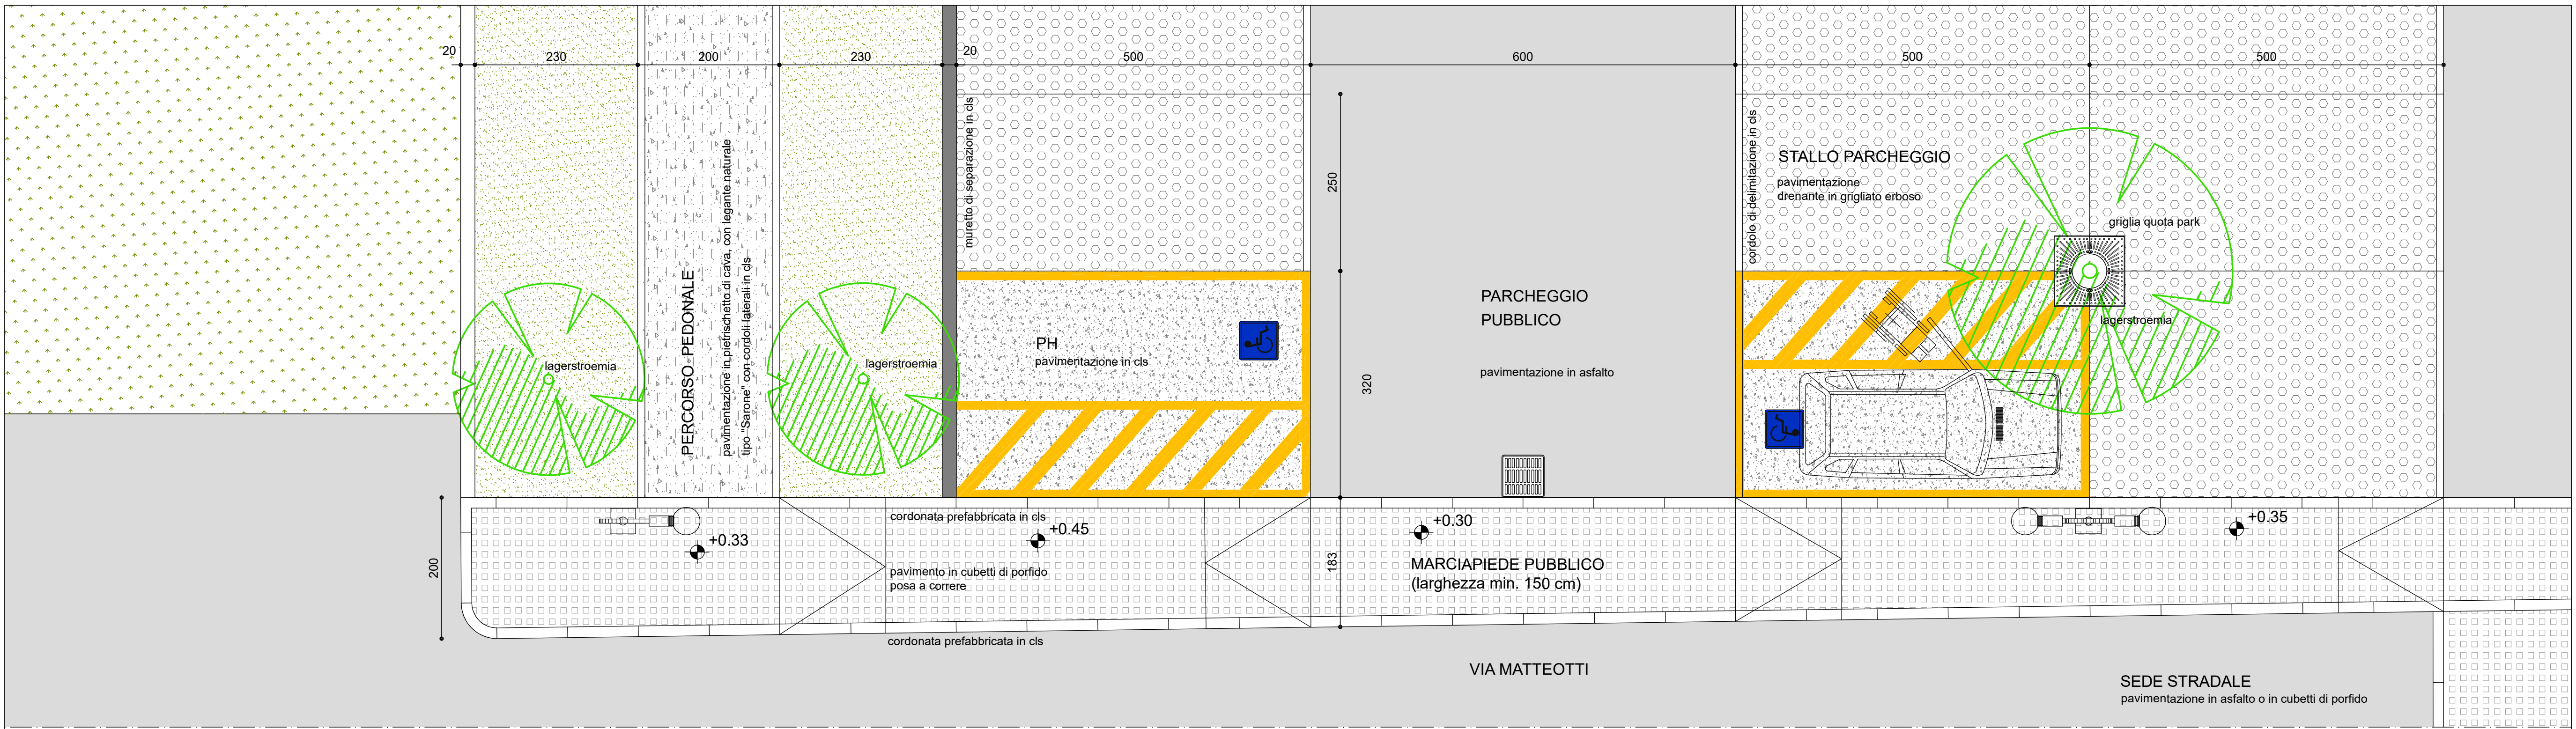 20
230
200
230
20
500
600
500
500
muretto di separazione in cls
250
320
cordolo di delimitazione in cls
STALLO PARCHEGGIO
pavimentazione
drenante in grigliato erboso
griglia quota park
lagerstroemia
PERCORSO PEDONALE
pavimentazione in pietrischetto di cava, con legante naturale
tipo "Sarone" con cordoli laterali in cls
lagerstroemia
lagerstroemia
PH
pavimentazione in cls
PARCHEGGIO
PUBBLICO
pavimentazione in asfalto
200
+0.33
cordonata prefabbricata in cls
+0.45
pavimento in cubetti di porfido
posa a correre
183
+0.30
MARCIAPIEDE PUBBLICO
(larghezza min. 150 cm)
+0.35
cordonata prefabbricata in cls
VIA MATTEOTTI
SEDE STRADALE
pavimentazione in asfalto o in cubetti di porfido